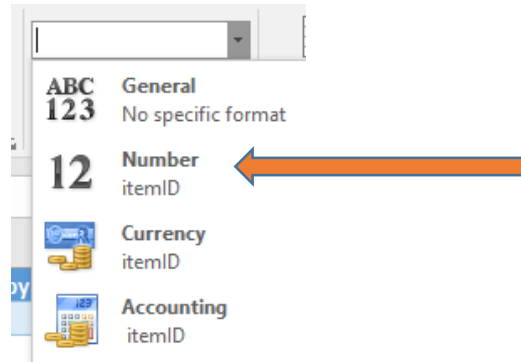 ABC
123
General
No specific format
12
Number
itemID
Currency
itemID
Accounting
itemID